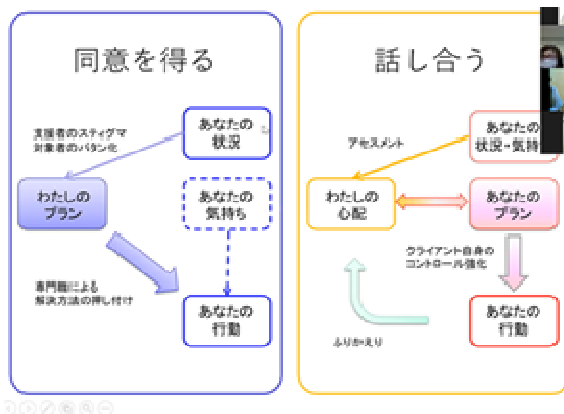 同意を得る
支援者のスティグマ
対象者のパタン化
あなたの
状況
わたしの
プラン
あなたの
気持ち
専門職による
解決方法の押し付け
あなたの
行動
話し合う
アセスメント
あなたの
状況・気持
わたしの
心配
あなたの
プラン
クライアント自身の
コントロール強化
あなたの
行動
ふりかえり